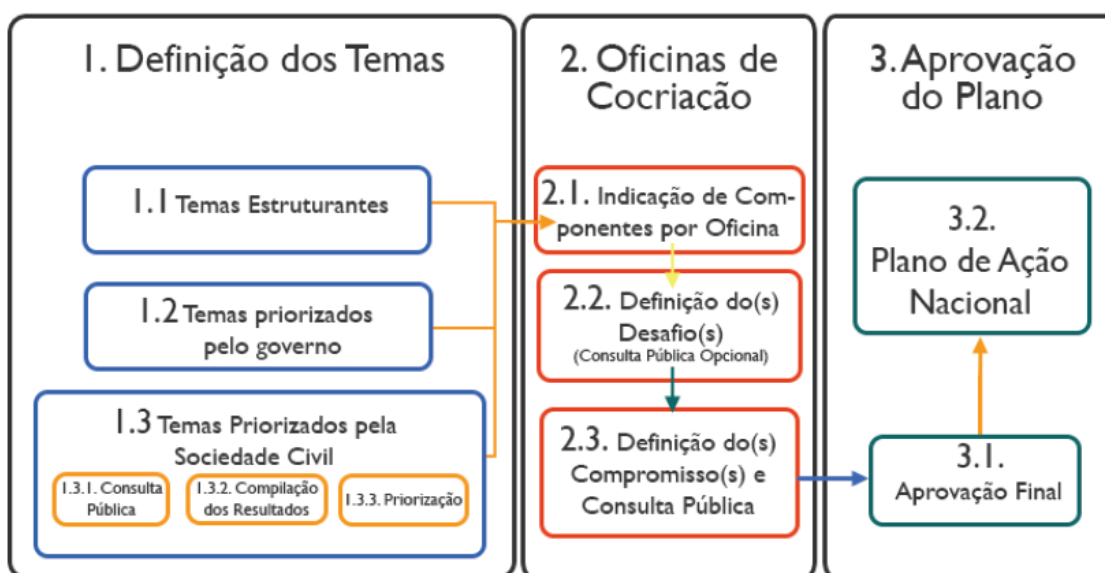 1. Definição dos Temas
1.1 Temas Estruturantes
1.2 Temas priorizados
pelo governo
1.3 Temas Priorizados pela
Sociedade Civil
1.3.1. Consulta
Pública
1.3.2. Compilação
dos Resultados
1.3.3. Priorização
2. Oficinas de
Cocriação
2.1. Indicação de Com-
ponentes por Oficina
2.2. Definição do(s)
Desafio(s)
(Consulta Pública Opcional)
2.3. Definição do(s)
Compromisso(s) e
Consulta Pública
3. Aprovação
do Plano
3.2.
Plano de Ação
Nacional
3.1.
Aprovação Final